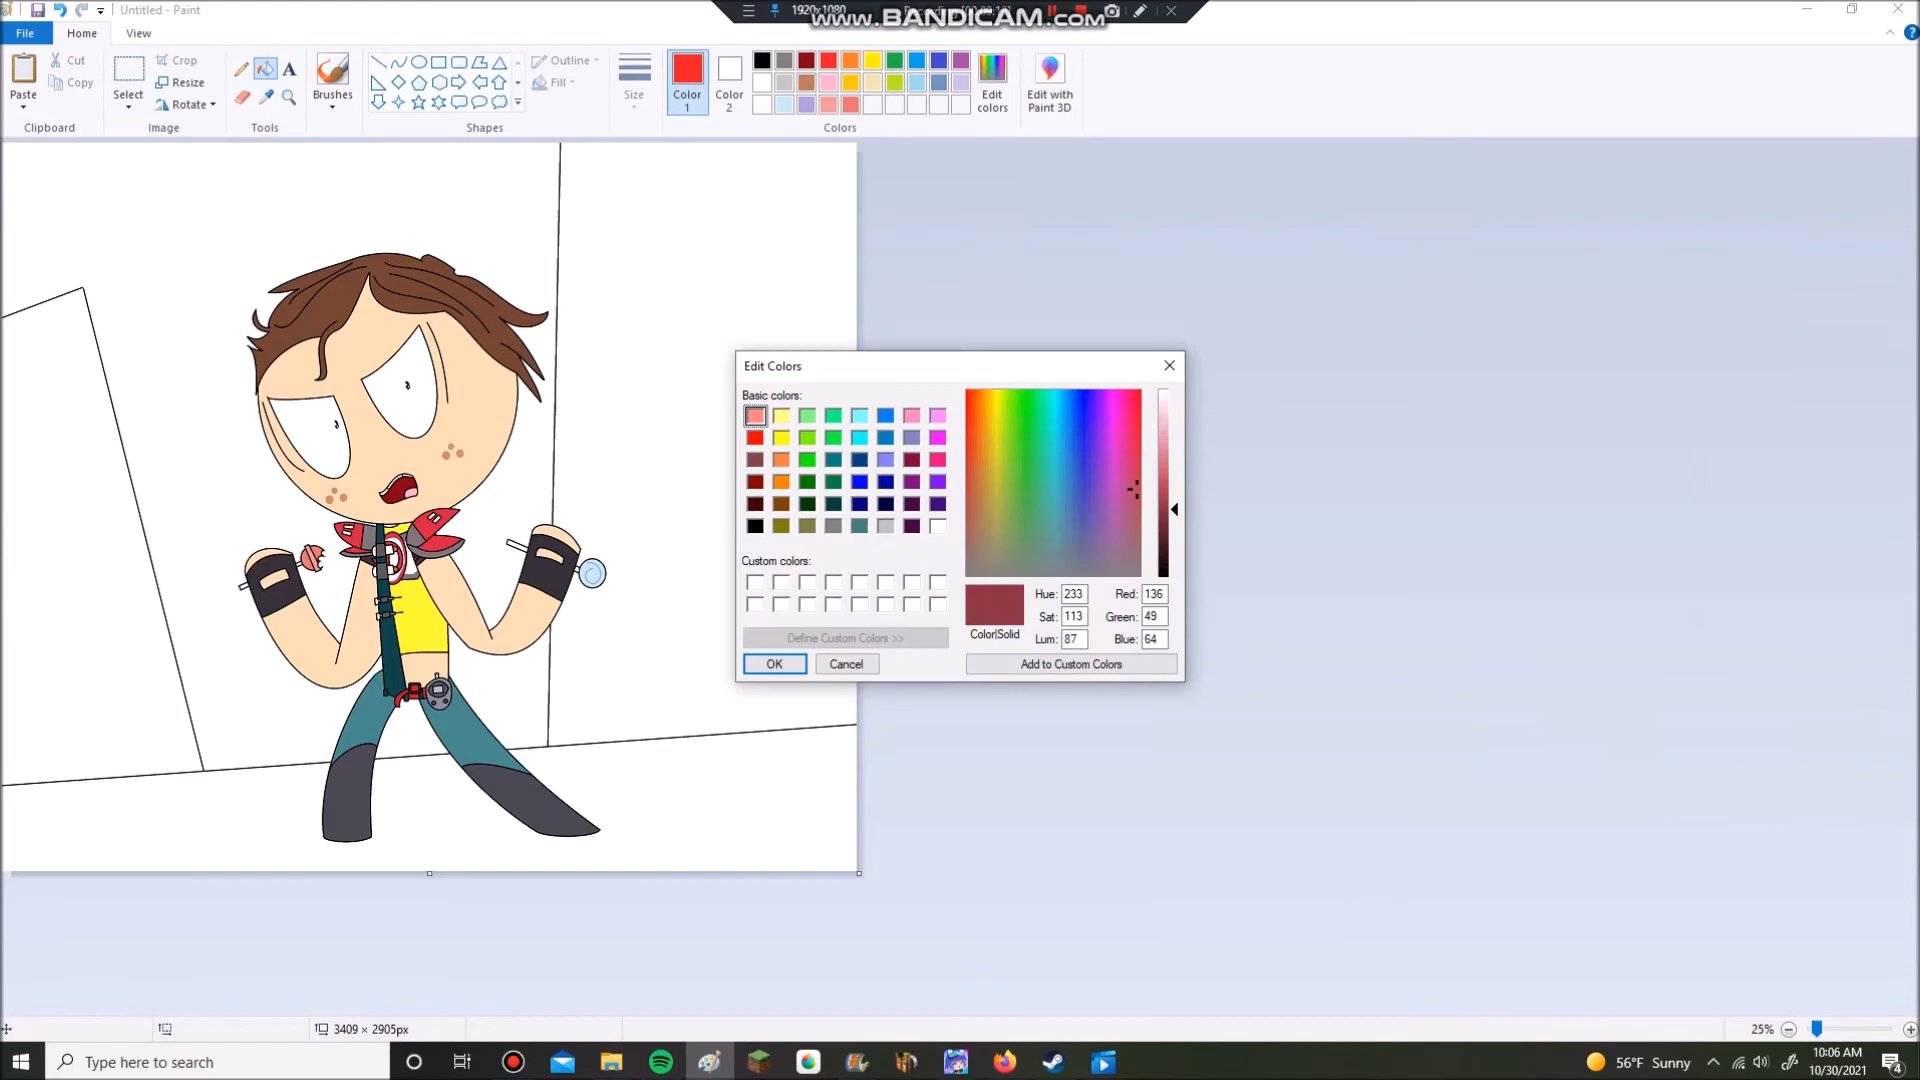 Untitled - Paint
1920x1080
www.BANDICAM.com
File
Home
View
Paste
Cut
Copy
Clipboard
Select
Crop
Resize
Rotate
Image
Tools
Brushes
Shapes
Outline
Fill
Size
Color 1
Color 2
Edit colors
Edit with Paint 3D
Colors
Edit Colors
Basic colors:
Custom colors:
Define Custom Colors >>
OK
Cancel
Color|Solid
Hue: 233
Red: 136
Sat: 113
Green: 49
Lum: 87
Blue: 64
Add to Custom Colors
3409 × 2905px
25%
Type here to search
56°F Sunny
10:06 AM
10/30/2021
4